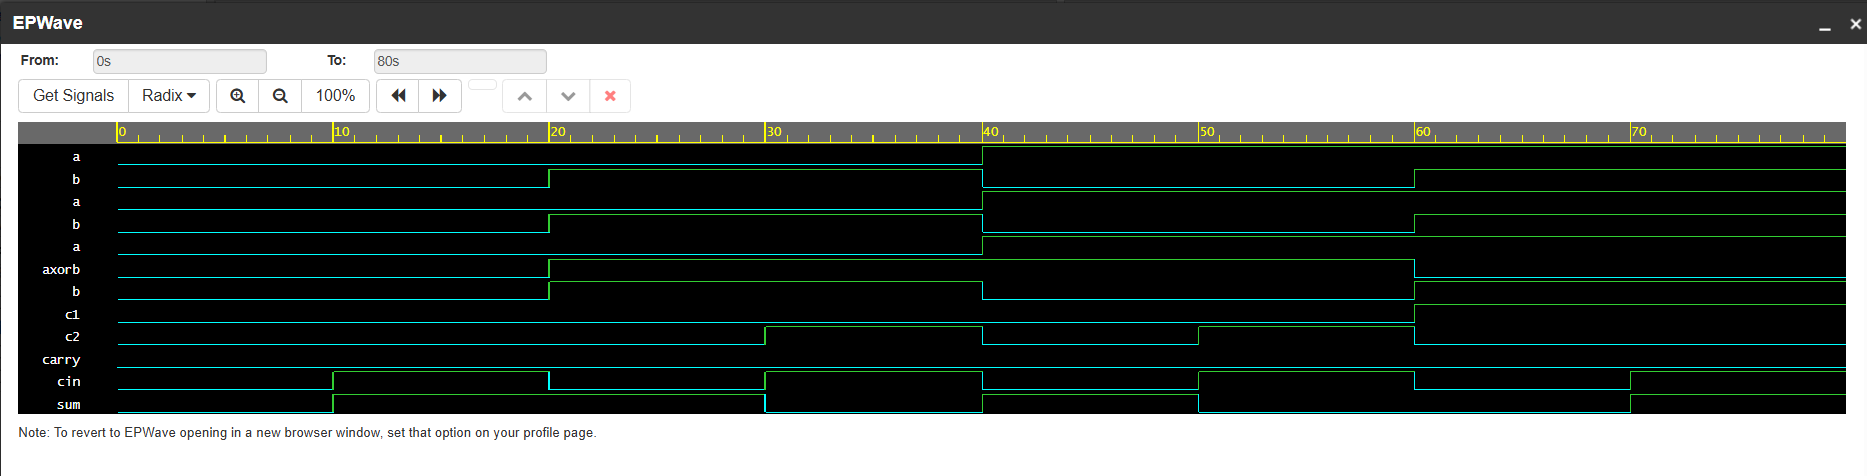 EPWave
From: 0s To: 80s
Get Signals Radix 100%
0 10 20 30 40 50 60 70
a
b
a
b
a
axorb
b
c1
c2
carry
cin
sum
Note: To revert to EPWave opening in a new browser window, set that option on your profile page.